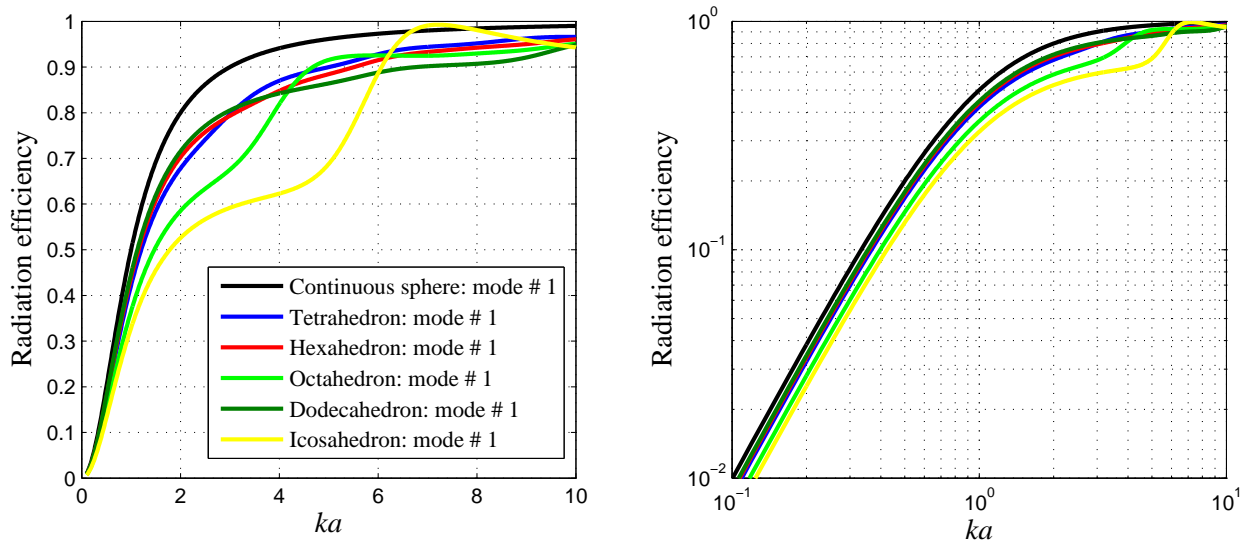 Radiation efficiency
1
0.9
0.8
0.7
0.6
0.5
0.4
0.3
0.2
0.1
0
0 2 4 6 8 10
ka
Continuous sphere: mode # 1
Tetrahedron: mode # 1
Hexahedron: mode # 1
Octahedron: mode # 1
Dodecahedron: mode # 1
Icosahedron: mode # 1
Radiation efficiency
10^0
10^-1
10^-2
10^-1 10^0 10^1
ka